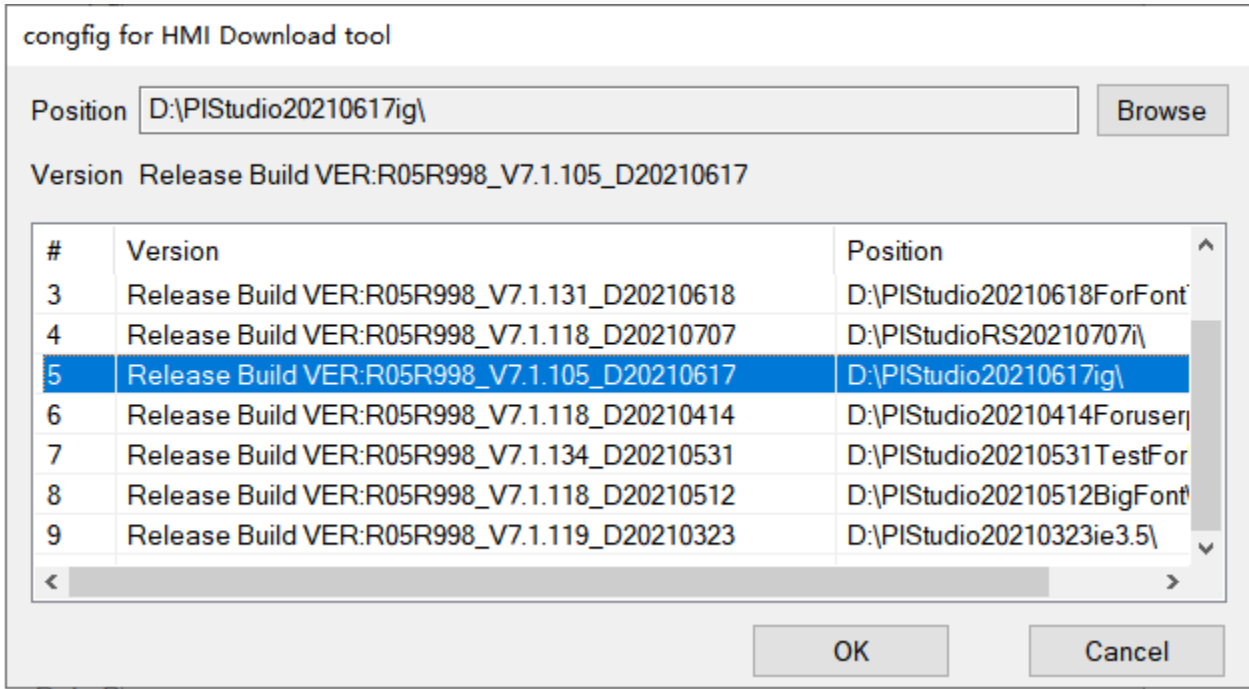 congfig for HMI Download tool
Position D:\PIStudio20210617ig\ Browse
Version Release Build VER:R05R998_V7.1.105_D20210617
# Version Position
3 Release Build VER:R05R998_V7.1.131_D20210618 D:\PIStudio20210618ForFont
4 Release Build VER:R05R998_V7.1.118_D20210707 D:\PIStudioRS20210707i\
5 Release Build VER:R05R998_V7.1.105_D20210617 D:\PIStudio20210617ig\
6 Release Build VER:R05R998_V7.1.118_D20210414 D:\PIStudio20210414Foruser
7 Release Build VER:R05R998_V7.1.134_D20210531 D:\PIStudio20210531TestFor
8 Release Build VER:R05R998_V7.1.118_D20210512 D:\PIStudio20210512BigFont\
9 Release Build VER:R05R998_V7.1.119_D20210323 D:\PIStudio20210323ie3.5\
OK Cancel